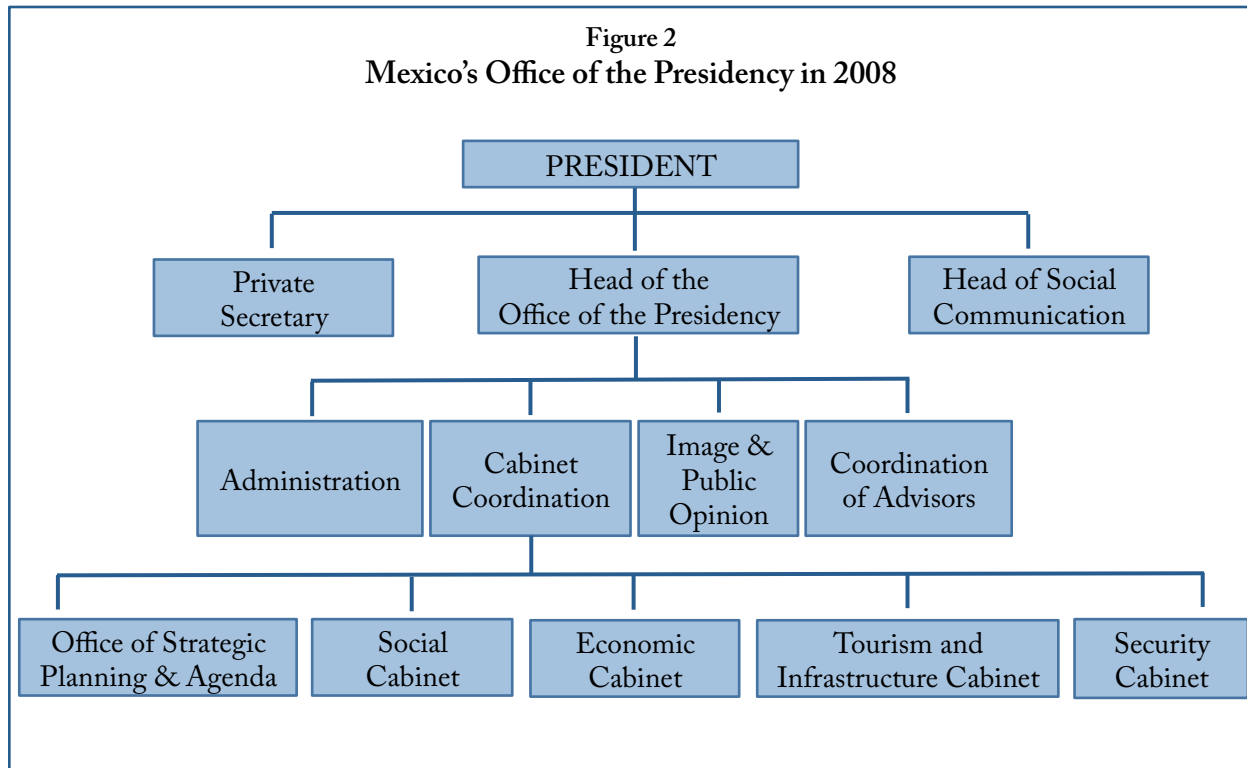 Figure 2
Mexico’s Office of the Presidency in 2008
PRESIDENT
Private
Secretary
Head of the
Office of the Presidency
Head of Social
Communication
Administration
Cabinet
Coordination
Image &
Public
Opinion
Coordination
of Advisors
Office of Strategic
Planning & Agenda
Social
Cabinet
Economic
Cabinet
Tourism and
Infrastructure Cabinet
Security
Cabinet